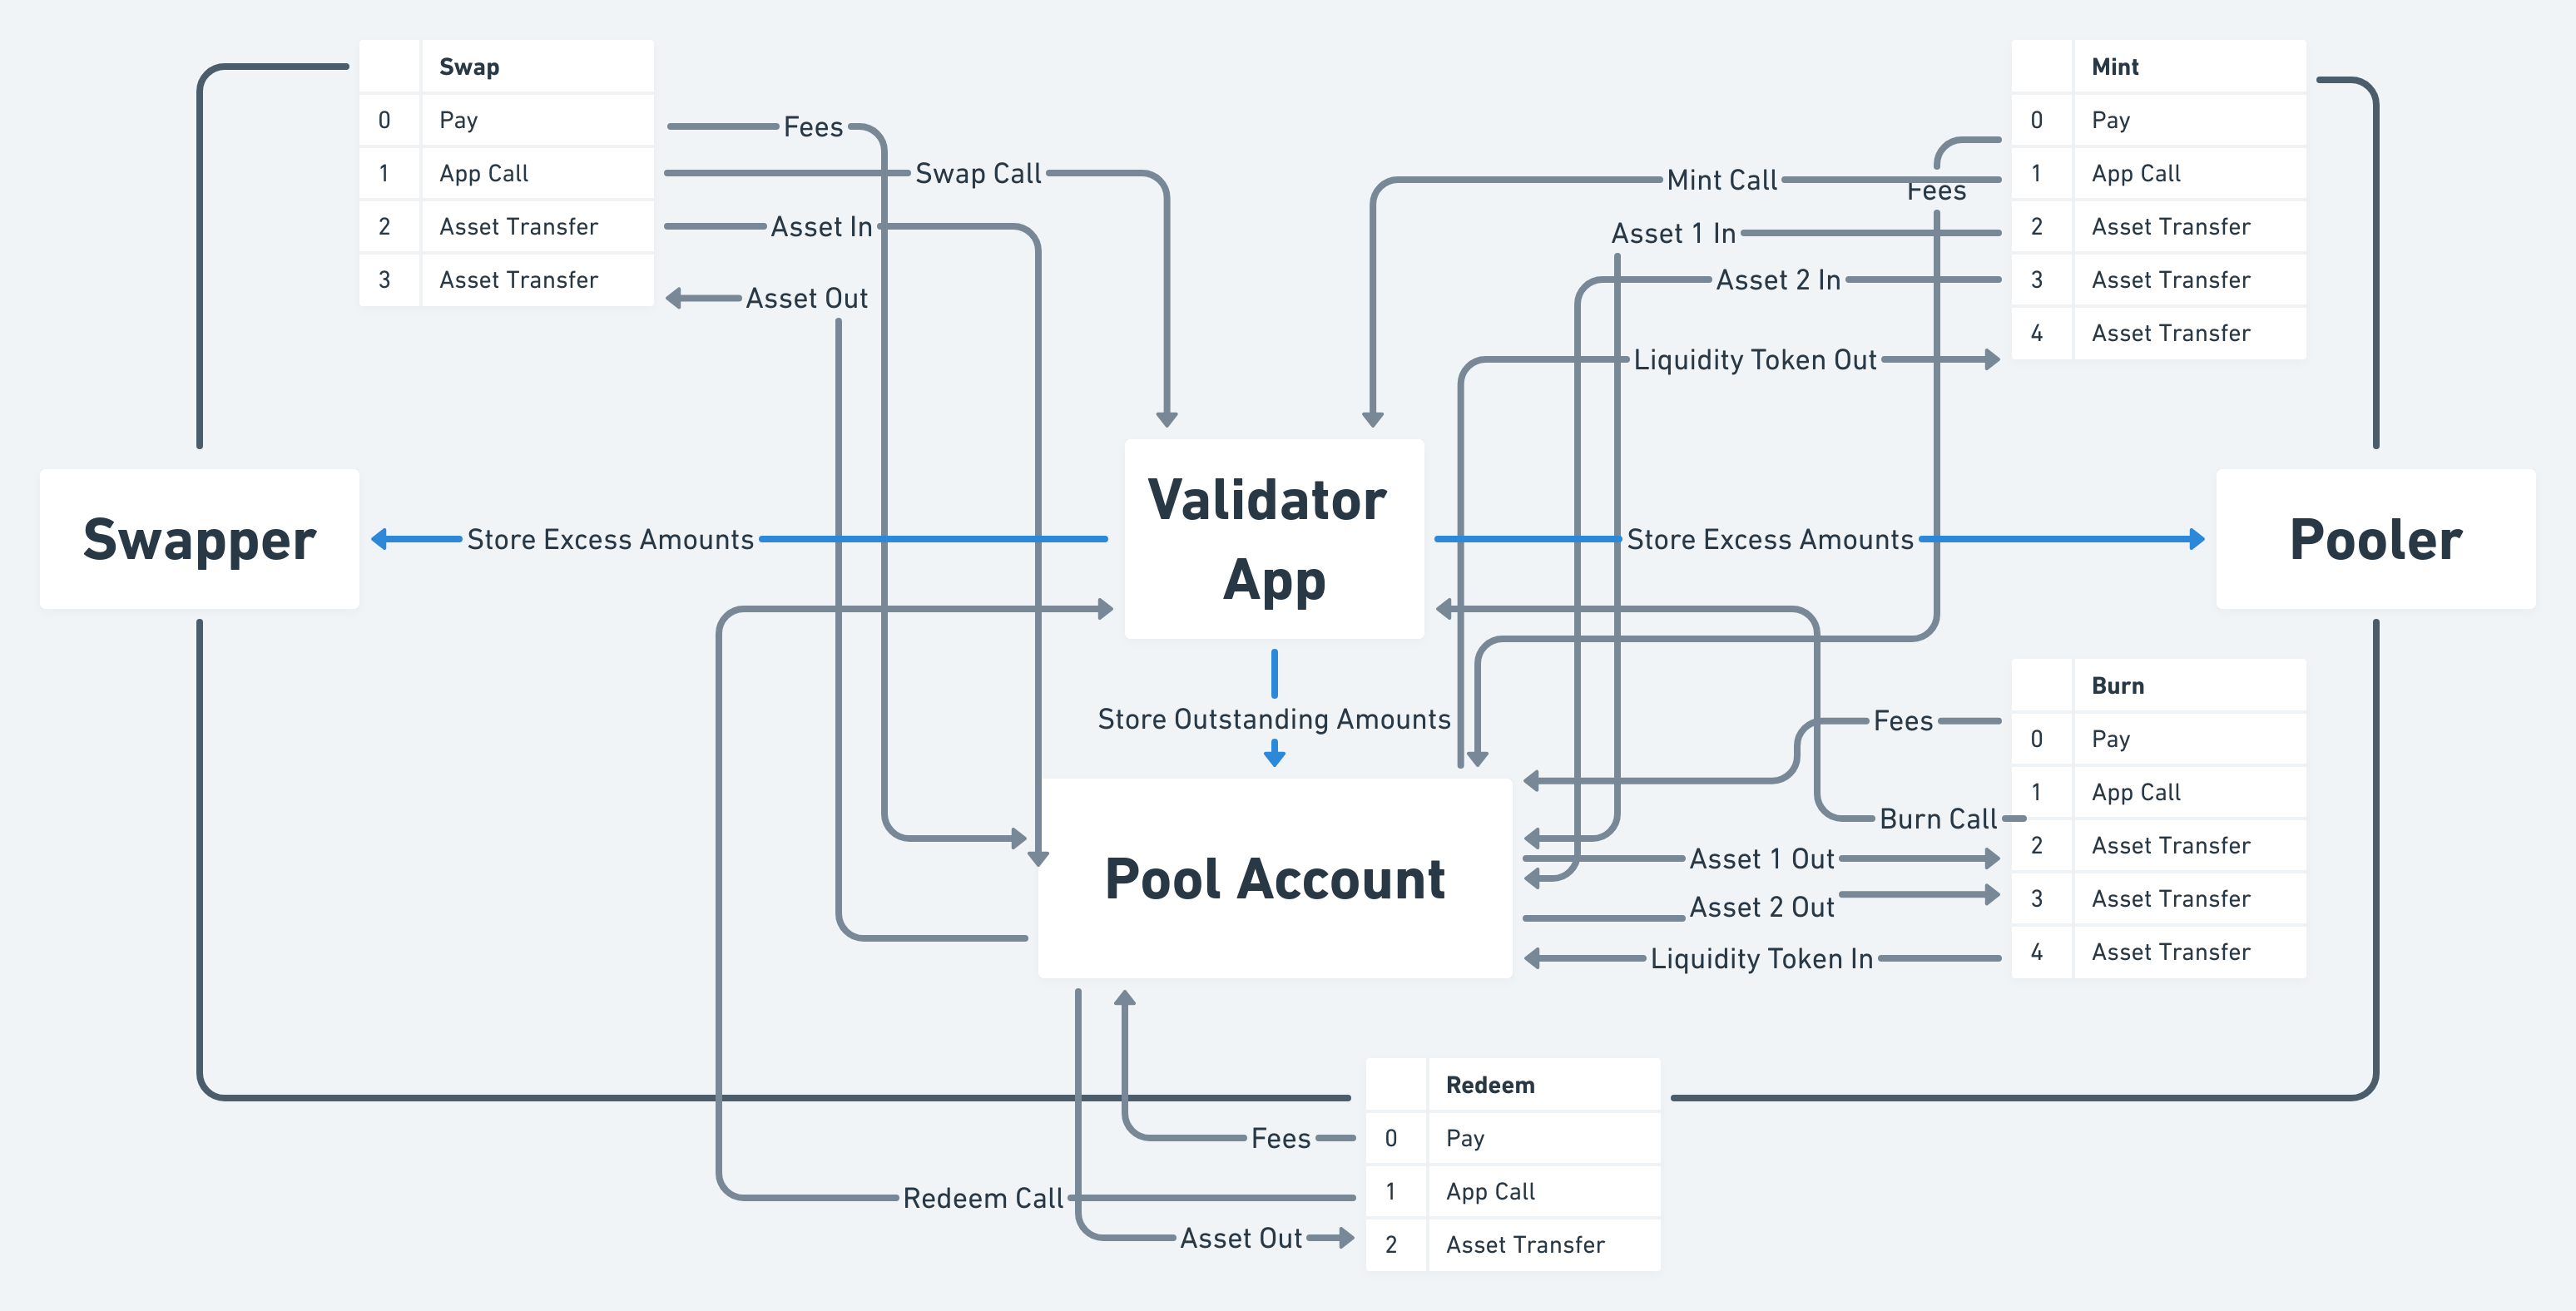 Swap
0 Pay
1 App Call
2 Asset Transfer
3 Asset Transfer
Fees
Swap Call
Asset In
Asset Out
Mint
0 Pay
1 App Call
2 Asset Transfer
3 Asset Transfer
4 Asset Transfer
Mint Call
Fees
Asset 1 In
Asset 2 In
Liquidity Token Out
Swapper
Store Excess Amounts
Validator
App
Store Excess Amounts
Pooler
Store Outstanding Amounts
Pool Account
Burn
0 Pay
1 App Call
2 Asset Transfer
3 Asset Transfer
4 Asset Transfer
Fees
Burn Call
Asset 1 Out
Asset 2 Out
Liquidity Token In
Redeem
0 Pay
1 App Call
2 Asset Transfer
Fees
Redeem Call
Asset Out